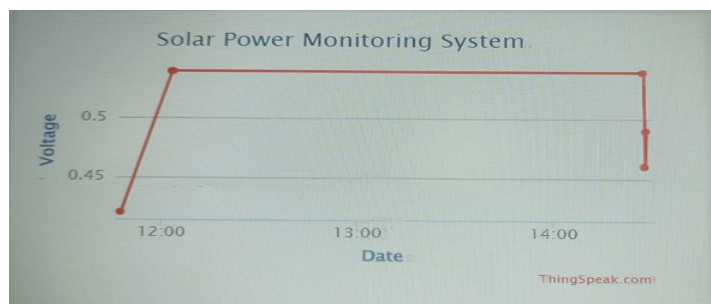 Solar Power Monitoring System
Voltage
0.5
0.45
12:00
13:00
14:00
Date
ThingSpeak.com